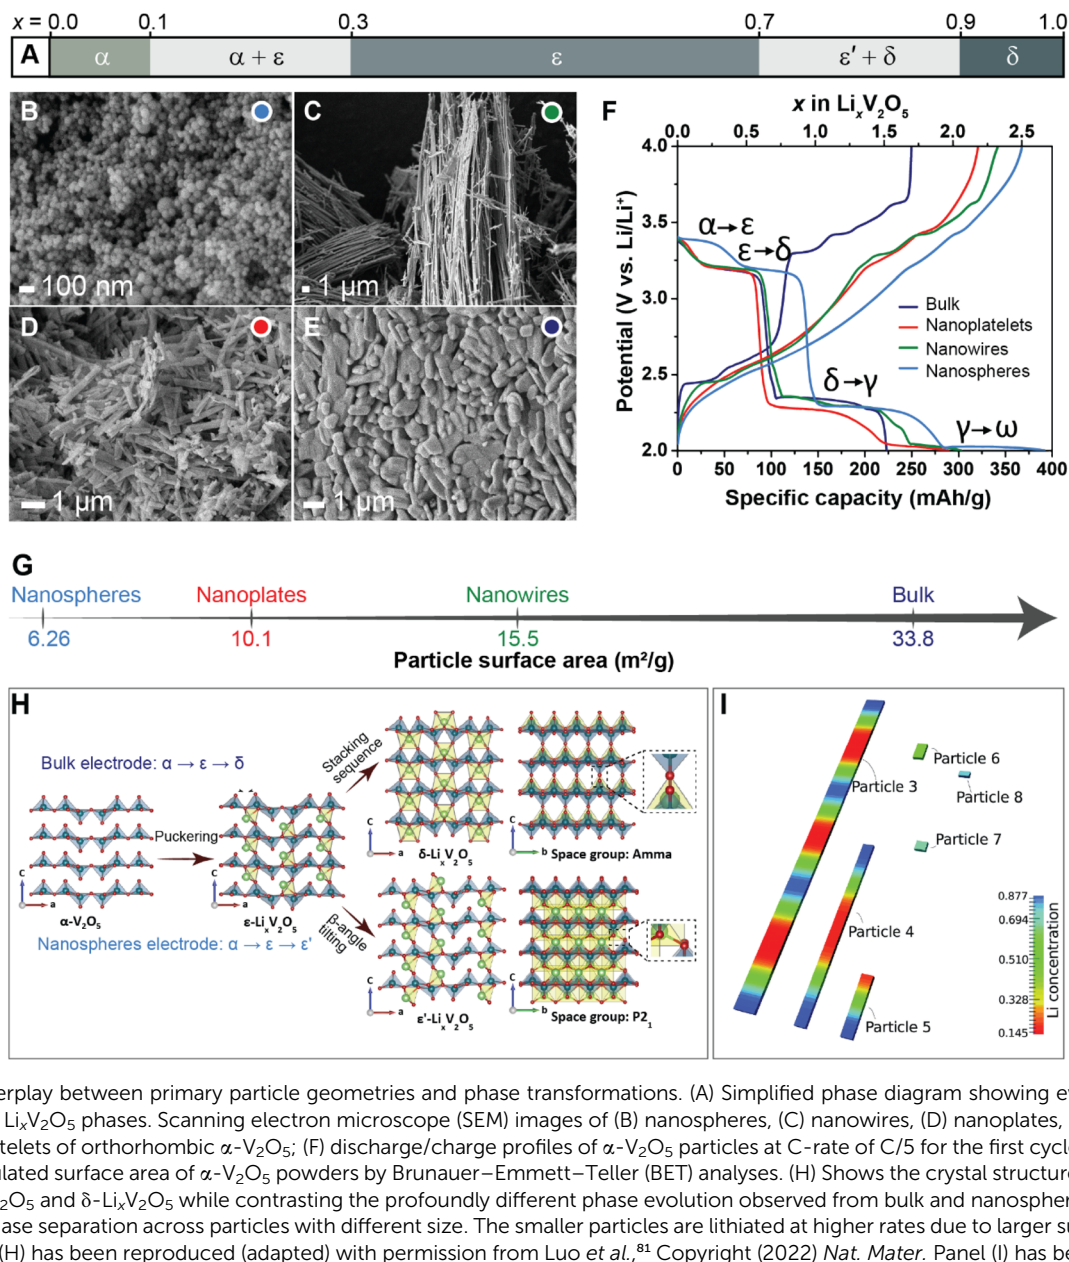 x = 0.0 0.1 0.3 0.7 0.9 1.0
A α α + ε ε ε′ + δ δ
B
100 nm
C
1 μm
D
1 μm
E
1 μm
F
x in LixV2O5
0.0 0.5 1.0 1.5 2.0 2.5
4.0
3.5
3.0
2.5
2.0
Potential (V vs. Li/Li+)
α→ε
ε→δ
δ→γ
γ→ω
Bulk
Nanoplatelets
Nanowires
Nanospheres
0 50 100 150 200 250 300 350 400
Specific capacity (mAh/g)
G
Nanospheres Nanoplates Nanowires Bulk
6.26 10.1 15.5 33.8
Particle surface area (m²/g)
H
Bulk electrode: α → ε → δ
Puckering
Stacking
sequence
β-angle
tilting
c
a
α-V2O5
c
a
ε-LixV2O5
Nanospheres electrode: α → ε → ε'
c
a
δ-LixV2O5
c
b
Space group: Amma
c
a
ε'-LixV2O5
c
b
Space group: P21
I
Particle 6
Particle 3
Particle 8
Particle 7
Particle 4
Particle 5
0.877
0.694
0.510
0.328
0.145
Li concentration
erplay between primary particle geometries and phase transformations. (A) Simplified phase diagram showing ev
LixV2O5 phases. Scanning electron microscope (SEM) images of (B) nanospheres, (C) nanowires, (D) nanoplates,
telets of orthorhombic α-V2O5; (F) discharge/charge profiles of α-V2O5 particles at C-rate of C/5 for the first cycl
ulated surface area of α-V2O5 powders by Brunauer−Emmett−Teller (BET) analyses. (H) Shows the crystal structure
2O5 and δ-LixV2O5 while contrasting the profoundly different phase evolution observed from bulk and nanospher
ase separation across particles with different size. The smaller particles are lithiated at higher rates due to larger su
(H) has been reproduced (adapted) with permission from Luo et al.,81 Copyright (2022) Nat. Mater. Panel (I) has be